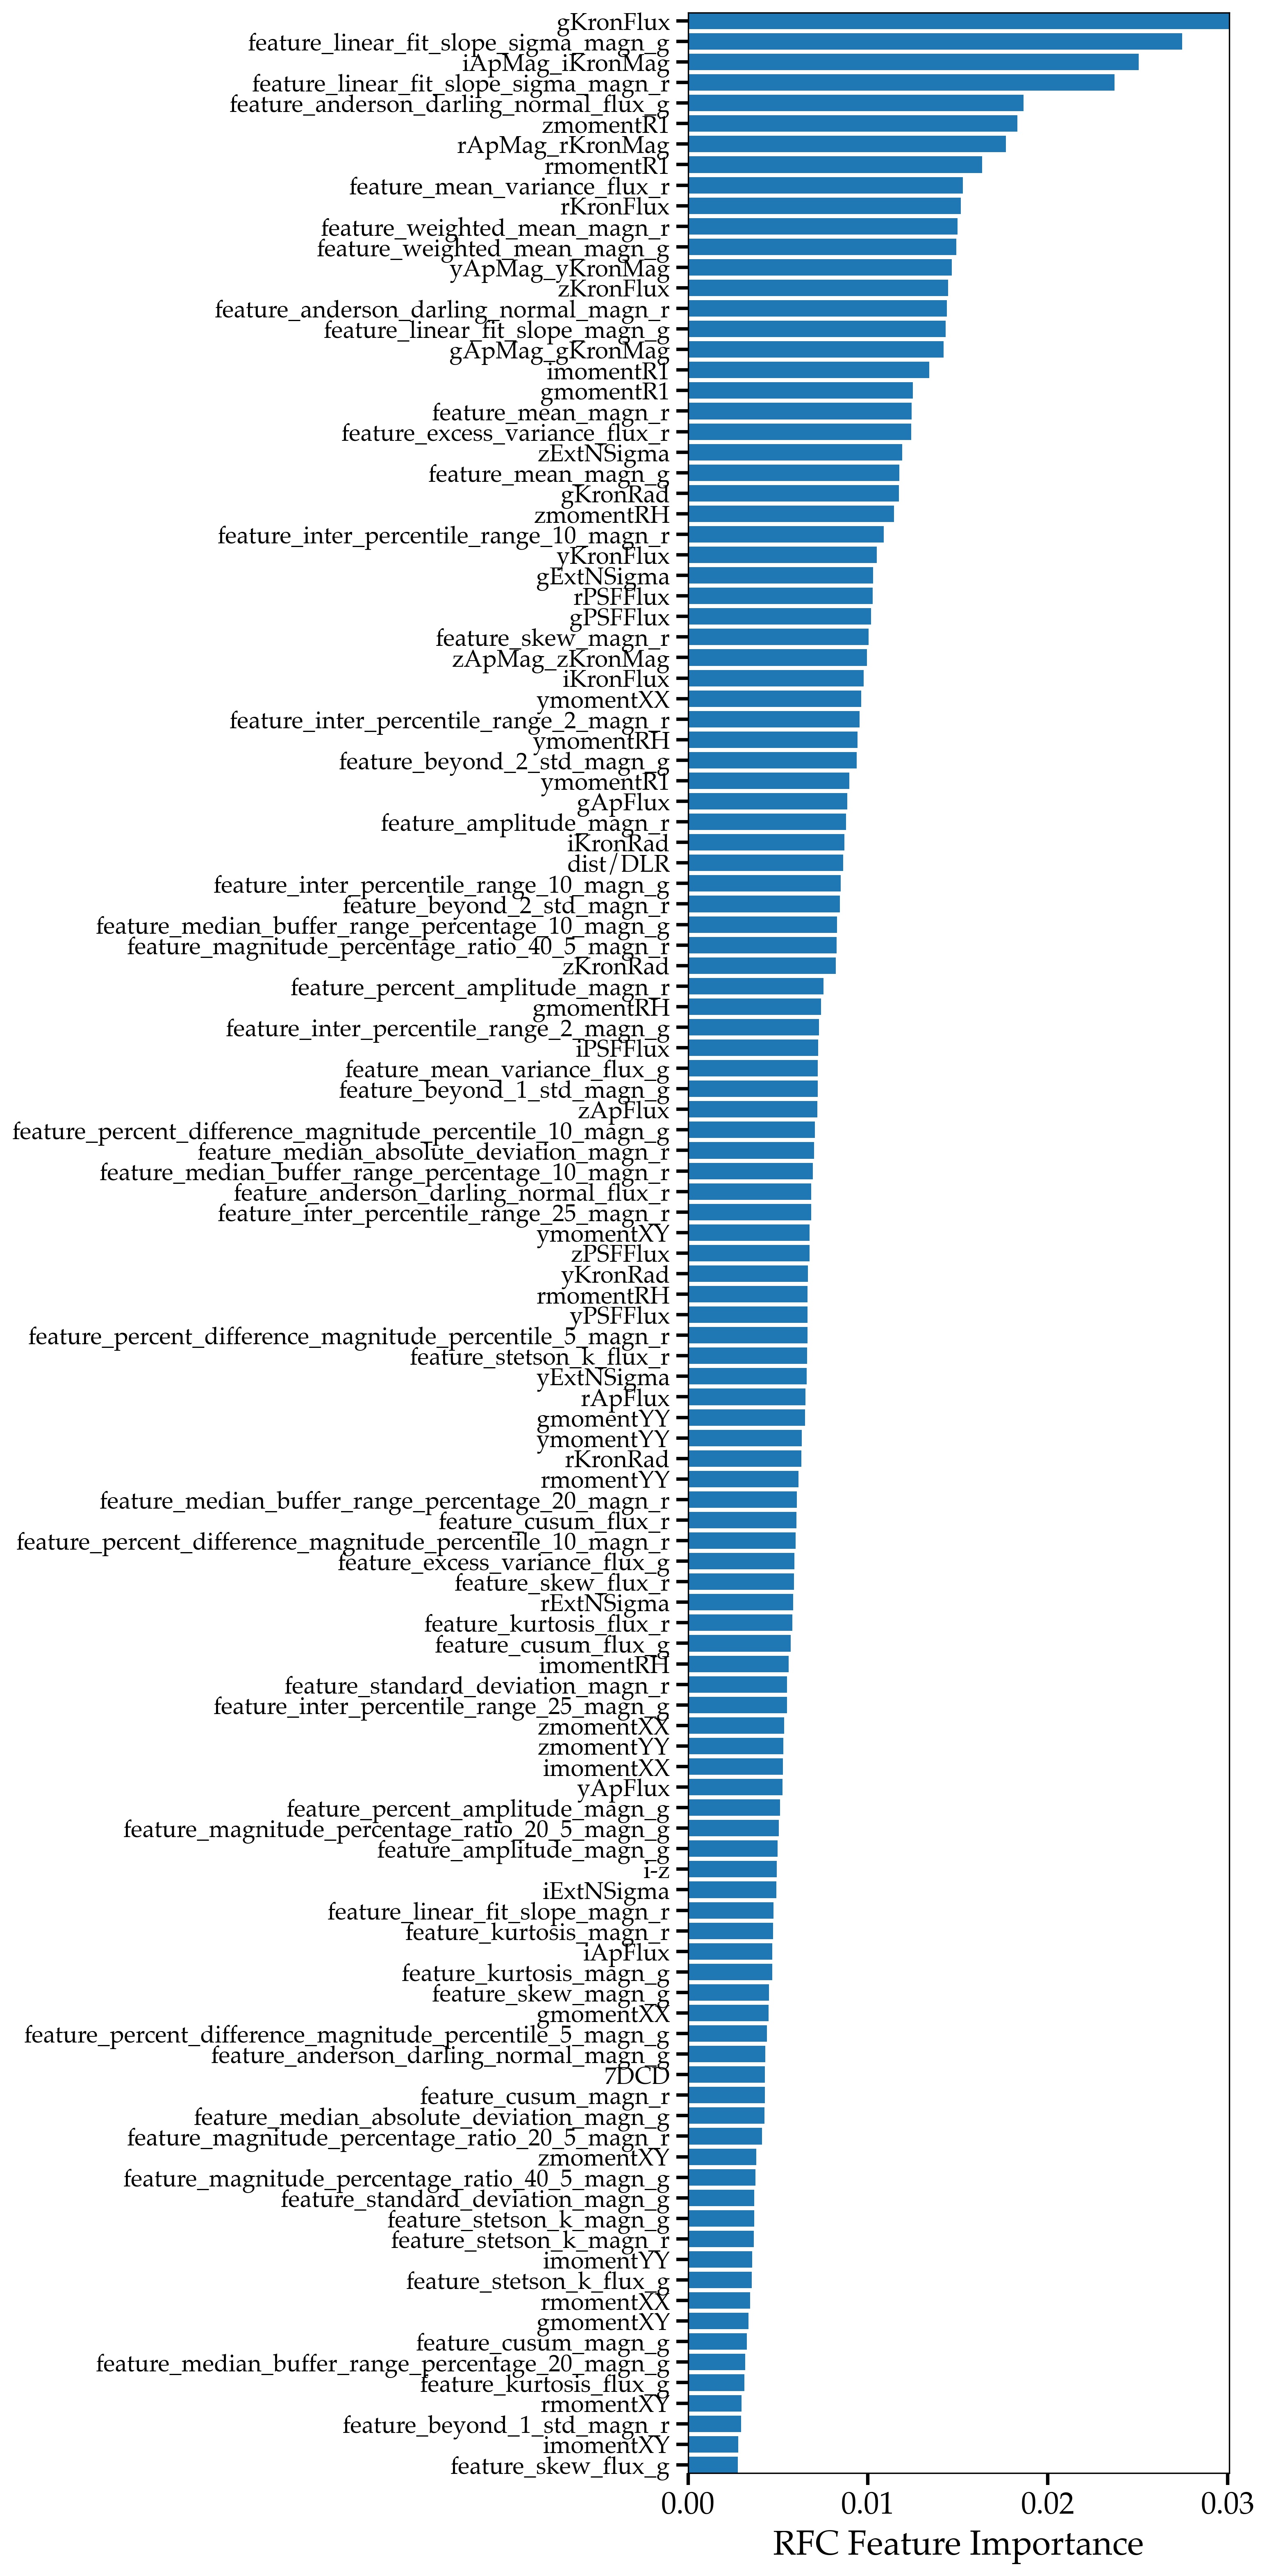 gKronFlux
feature_linear_fit_slope_sigma_magn_g
iApMag_iKronMag
feature_linear_fit_slope_sigma_magn_r
feature_anderson_darling_normal_flux_g
zmomentR1
rApMag_rKronMag
rmomentR1
feature_mean_variance_flux_r
rKronFlux
feature_weighted_mean_magn_r
feature_weighted_mean_magn_g
yApMag_yKronMag
zKronFlux
feature_anderson_darling_normal_magn_r
feature_linear_fit_slope_magn_g
gApMag_gKronMag
imomentR1
gmomentR1
feature_mean_magn_r
feature_excess_variance_flux_r
zExtNSigma
feature_mean_magn_g
gKronRad
zmomentRH
feature_inter_percentile_range_10_magn_r
yKronFlux
gExtNSigma
rPSFFlux
gPSFFlux
feature_skew_magn_r
zApMag_zKronMag
iKronFlux
ymomentXX
feature_inter_percentile_range_2_magn_r
ymomentRH
feature_beyond_2_std_magn_g
ymomentR1
gApFlux
feature_amplitude_magn_r
iKronRad
dist/DLR
feature_inter_percentile_range_10_magn_g
feature_beyond_2_std_magn_r
feature_median_buffer_range_percentage_10_magn_g
feature_magnitude_percentage_ratio_40_5_magn_r
zKronRad
feature_percent_amplitude_magn_r
gmomentRH
feature_inter_percentile_range_2_magn_g
iPSFFlux
feature_mean_variance_flux_g
feature_beyond_1_std_magn_g
zApFlux
feature_percent_difference_magnitude_percentile_10_magn_g
feature_median_absolute_deviation_magn_r
feature_median_buffer_range_percentage_10_magn_r
feature_anderson_darling_normal_flux_r
feature_inter_percentile_range_25_magn_r
ymomentXY
zPSFFlux
yKronRad
rmomentRH
yPSFFlux
feature_percent_difference_magnitude_percentile_5_magn_r
feature_stetson_k_flux_r
yExtNSigma
rApFlux
gmomentYY
ymomentYY
rKronRad
rmomentYY
feature_median_buffer_range_percentage_20_magn_r
feature_cusum_flux_r
feature_percent_difference_magnitude_percentile_10_magn_r
feature_excess_variance_flux_g
feature_skew_flux_r
rExtNSigma
feature_kurtosis_flux_r
feature_cusum_flux_g
imomentRH
feature_standard_deviation_magn_r
feature_inter_percentile_range_25_magn_g
zmomentXX
zmomentYY
imomentXX
yApFlux
feature_percent_amplitude_magn_g
feature_magnitude_percentage_ratio_20_5_magn_g
feature_amplitude_magn_g
i-z
iExtNSigma
feature_linear_fit_slope_magn_r
feature_kurtosis_magn_r
iApFlux
feature_kurtosis_magn_g
feature_skew_magn_g
gmomentXX
feature_percent_difference_magnitude_percentile_5_magn_g
feature_anderson_darling_normal_magn_g
7DCD
feature_cusum_magn_r
feature_median_absolute_deviation_magn_g
feature_magnitude_percentage_ratio_20_5_magn_r
zmomentXY
feature_magnitude_percentage_ratio_40_5_magn_g
feature_standard_deviation_magn_g
feature_stetson_k_magn_g
feature_stetson_k_magn_r
imomentYY
feature_stetson_k_flux_g
rmomentXX
gmomentXY
feature_cusum_magn_g
feature_median_buffer_range_percentage_20_magn_g
feature_kurtosis_flux_g
rmomentXY
feature_beyond_1_std_magn_r
imomentXY
feature_skew_flux_g
0.00 0.01 0.02 0.03
RFC Feature Importance